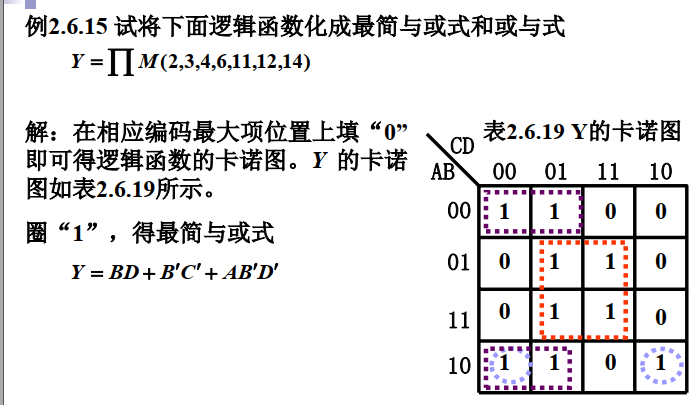 例2.6.15 试将下面逻辑函数化成最简与或式和或与式
Y = ∏ M(2,3,4,6,11,12,14)
解：在相应编码最大项位置上填“0”
即可得逻辑函数的卡诺图。Y 的卡诺
图如表2.6.19所示。
圈“1”，得最简与或式
Y = BD + B′C′ + AB′D′
表2.6.19 Y的卡诺图
CD
AB 00 01 11 10
00 1 1 0 0
01 0 1 1 0
11 0 1 1 0
10 1 1 0 1